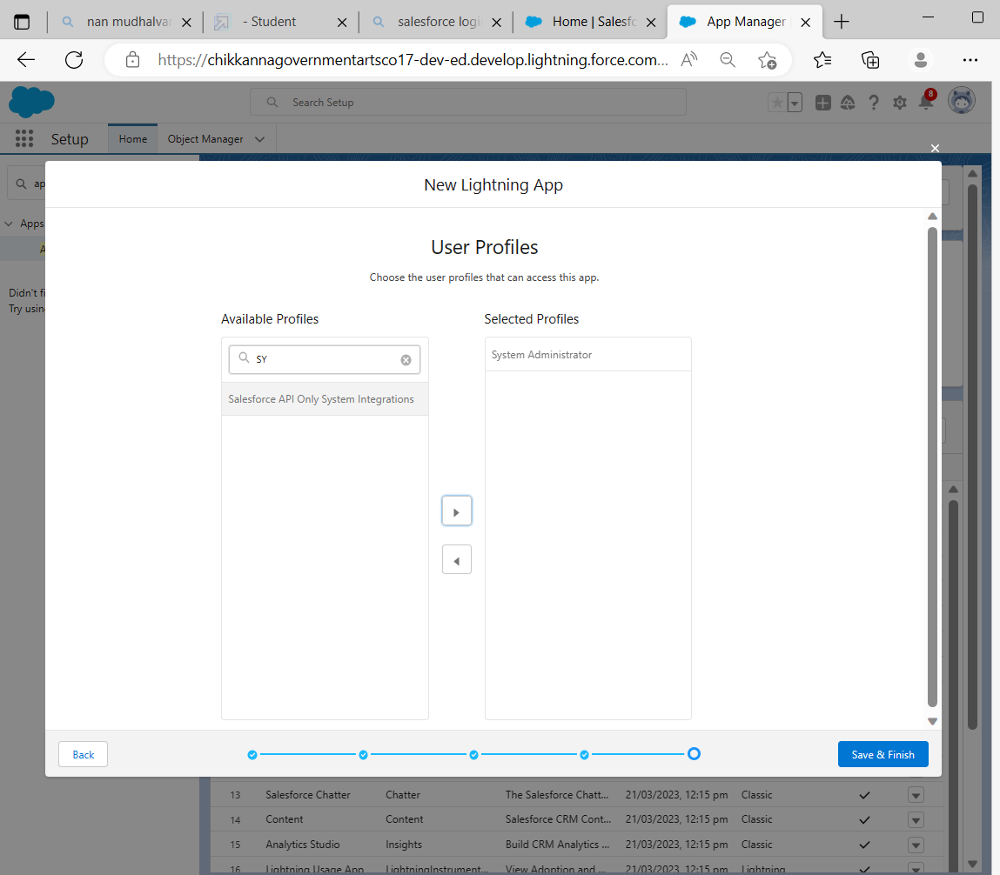 nan mudhalva
- Student
salesforce logi
Home | Salesfo
App Manager
https://chikkannagovernmentartsco17-dev-ed.develop.lightning.force.com...
Search Setup
8
Setup
Home
Object Manager
ap
New Lightning App
Apps
A
User Profiles
Choose the user profiles that can access this app.
Didn't fi
Try usin
Available Profiles
Selected Profiles
SY
System Administrator
Salesforce API Only System Integrations
Back
Save & Finish
13 Salesforce Chatter Chatter The Salesforce Chatt... 21/03/2023, 12:15 pm Classic
14 Content Content Salesforce CRM Cont... 21/03/2023, 12:15 pm Classic
15 Analytics Studio Insights Build CRM Analytics ... 21/03/2023, 12:15 pm Classic
16 Lightning Usage App LightningInstrument... View Adoption and ... 21/03/2023, 12:15 pm Lightning